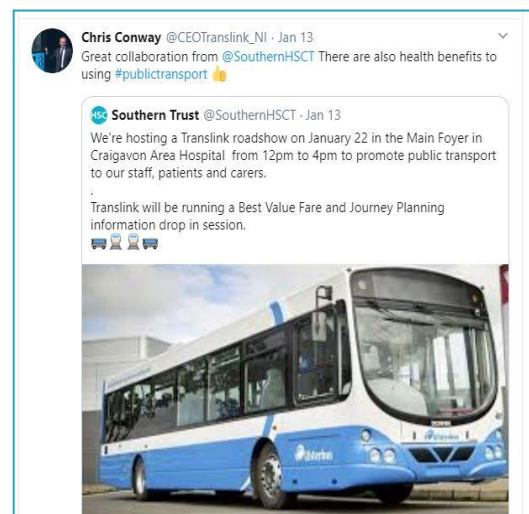 Chris Conway @CEOTranslink_NI · Jan 13
Great collaboration from @SouthernHSCT There are also health benefits to
using #publictransport 👍
HSC Southern Trust @SouthernHSCT · Jan 13
We're hosting a Translink roadshow on January 22 in the Main Foyer in
Craigavon Area Hospital from 12pm to 4pm to promote public transport
to our staff, patients and carers.
.
Translink will be running a Best Value Fare and Journey Planning
information drop in session.
🚌🚆🚆🚌
Ulsterbus
SCANIA
Ulsterbus